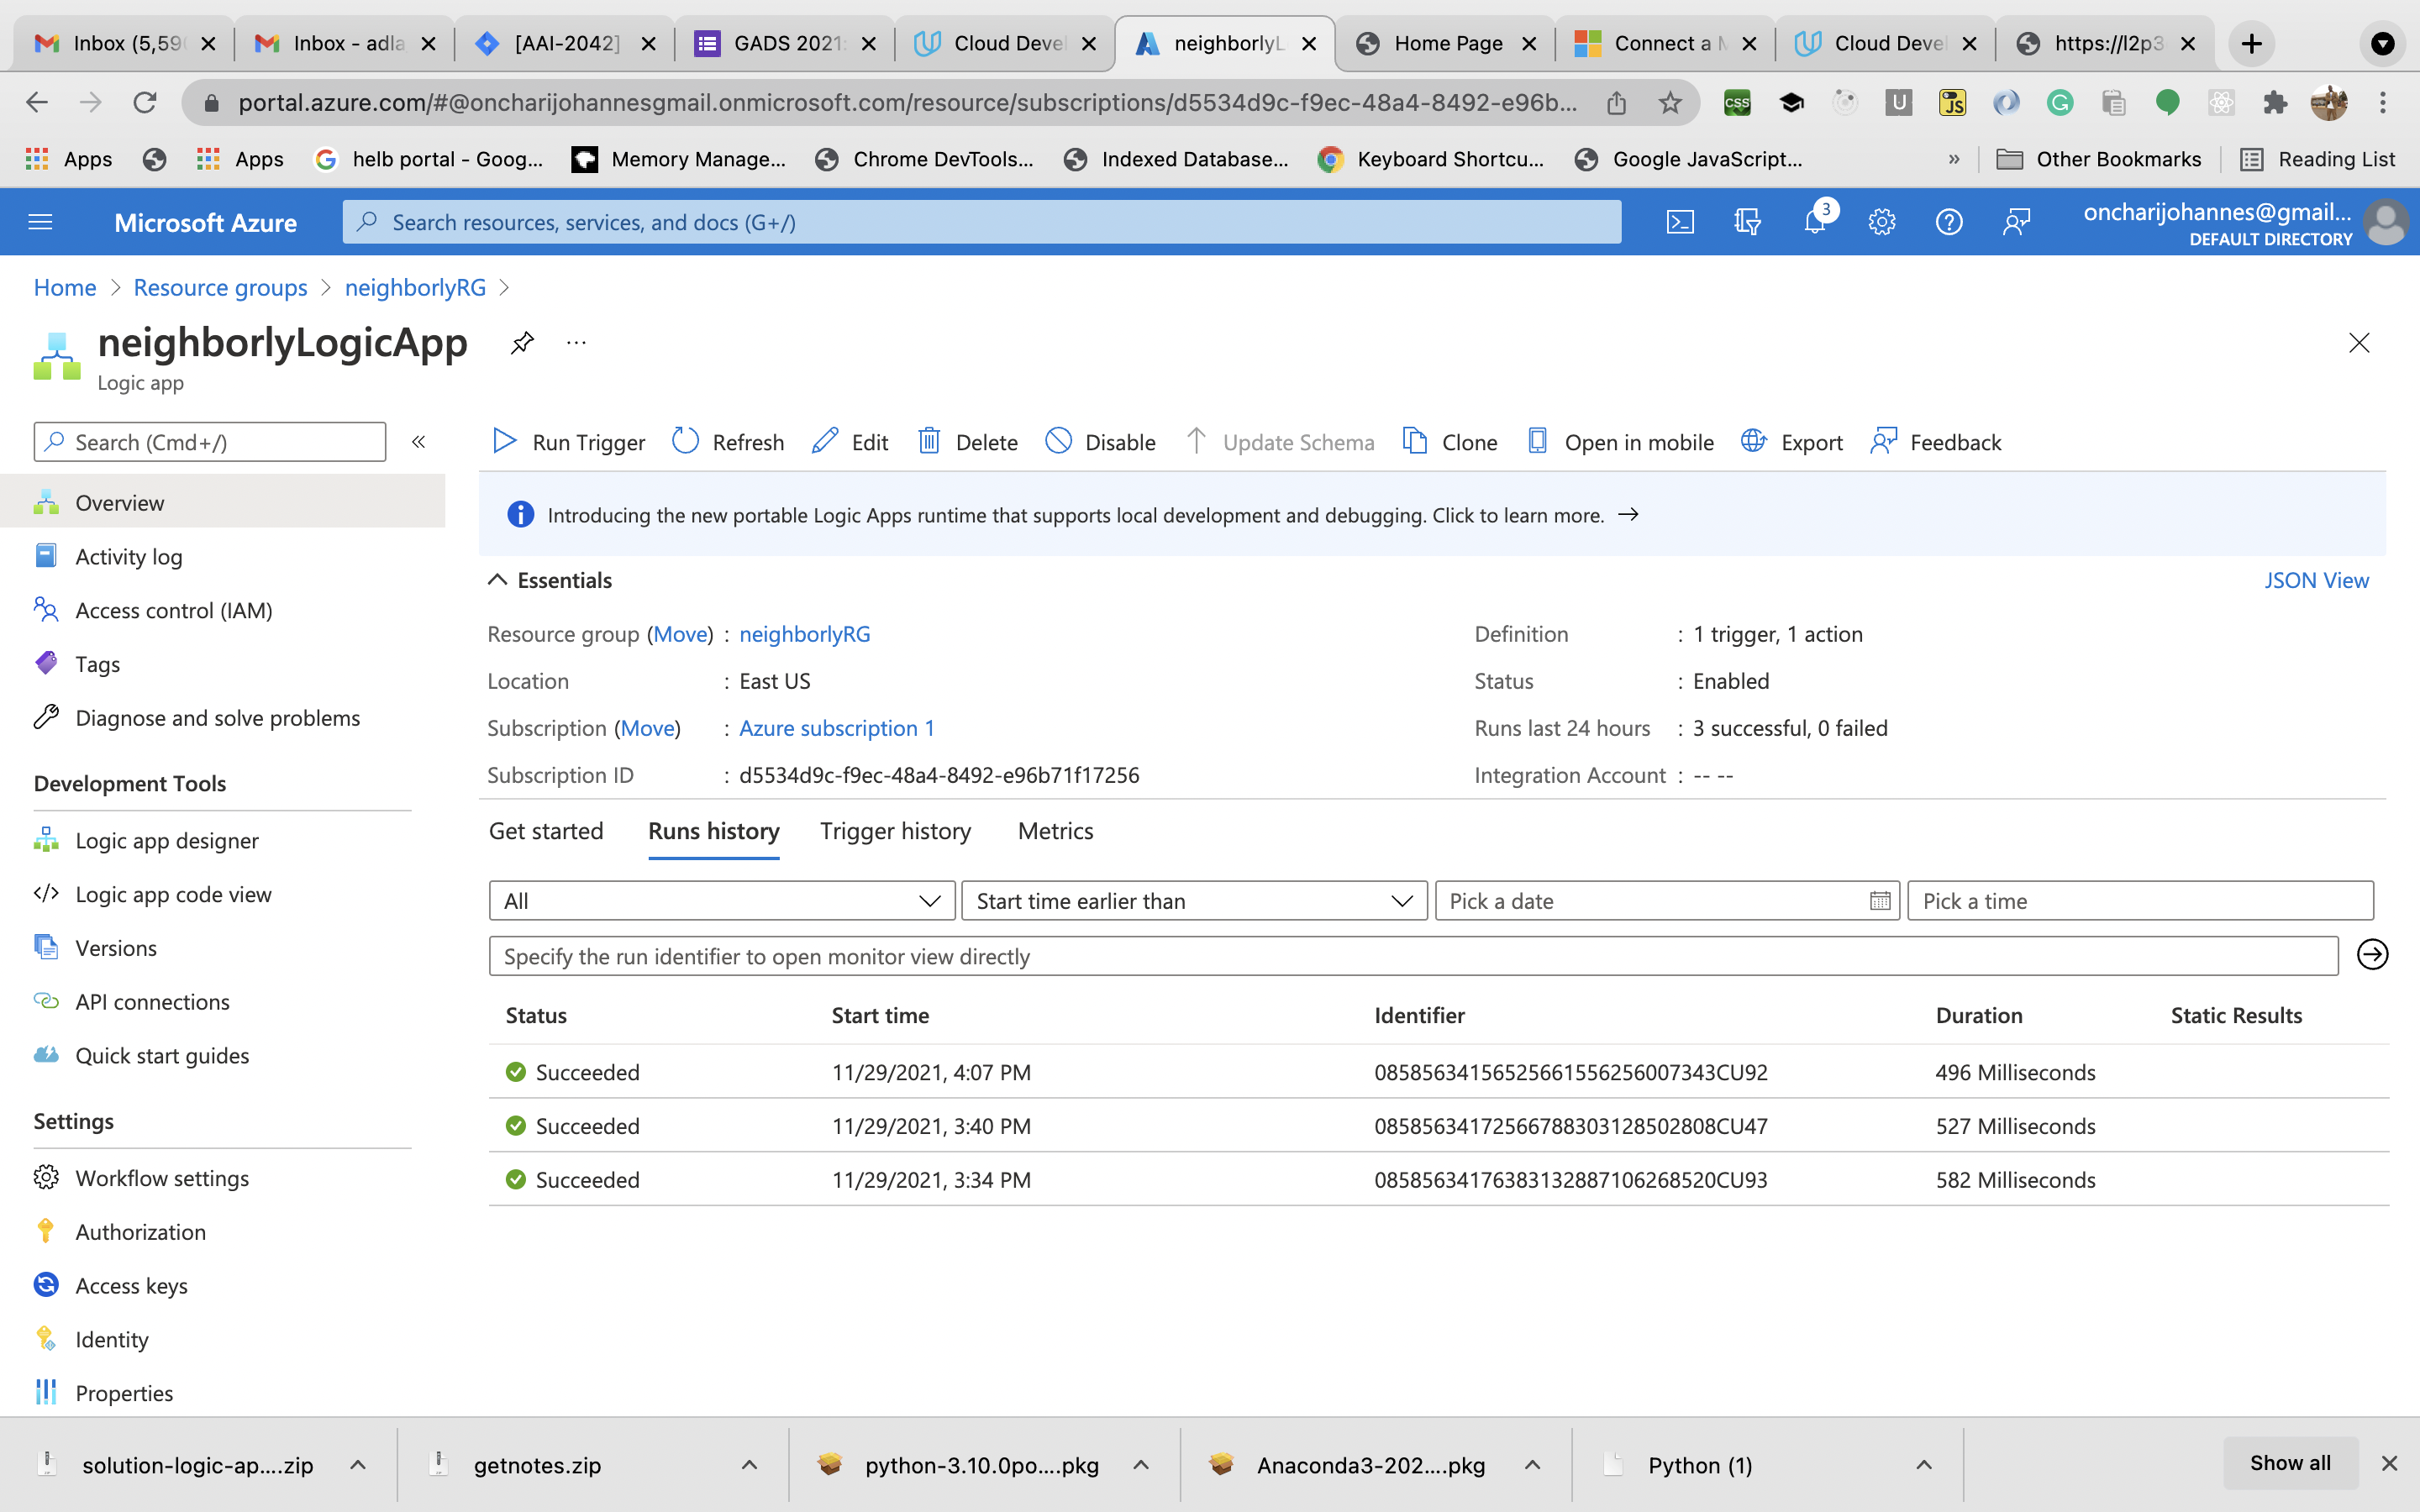 Inbox (5,59
Inbox - adla
[AAI-2042]
GADS 2021:
Cloud Devel
neighborlyL
Home Page
Connect a M
Cloud Devel
https://l2p3
portal.azure.com/#@oncharijohannesgmail.onmicrosoft.com/resource/subscriptions/d5534d9c-f9ec-48a4-8492-e96b...
CSS
U
JS
G
Apps
Apps
helb portal - Goog...
Memory Manage...
Chrome DevTools...
Indexed Database...
Keyboard Shortcu...
Google JavaScript...
»
Other Bookmarks
Reading List
Microsoft Azure
Search resources, services, and docs (G+/)
3
oncharijohannes@gmail...
DEFAULT DIRECTORY
Home > Resource groups > neighborlyRG >
neighborlyLogicApp
...
Logic app
Search (Cmd+/)
«
Run Trigger
Refresh
Edit
Delete
Disable
Update Schema
Clone
Open in mobile
Export
Feedback
Introducing the new portable Logic Apps runtime that supports local development and debugging. Click to learn more. →
Overview
Activity log
Access control (IAM)
Tags
Diagnose and solve problems
Development Tools
Logic app designer
Logic app code view
Versions
API connections
Quick start guides
Settings
Workflow settings
Authorization
Access keys
Identity
Properties
Essentials
JSON View
Resource group (Move) : neighborlyRG
Location : East US
Subscription (Move) : Azure subscription 1
Subscription ID : d5534d9c-f9ec-48a4-8492-e96b71f17256
Definition : 1 trigger, 1 action
Status : Enabled
Runs last 24 hours : 3 successful, 0 failed
Integration Account : -- --
Get started
Runs history
Trigger history
Metrics
All
Start time earlier than
Pick a date
Pick a time
Specify the run identifier to open monitor view directly
Status Start time Identifier Duration Static Results
Succeeded 11/29/2021, 4:07 PM 08585634156525661556256007343CU92 496 Milliseconds
Succeeded 11/29/2021, 3:40 PM 08585634172566788303128502808CU47 527 Milliseconds
Succeeded 11/29/2021, 3:34 PM 08585634176383132887106268520CU93 582 Milliseconds
solution-logic-ap....zip
getnotes.zip
python-3.10.0po....pkg
Anaconda3-202....pkg
Python (1)
Show all